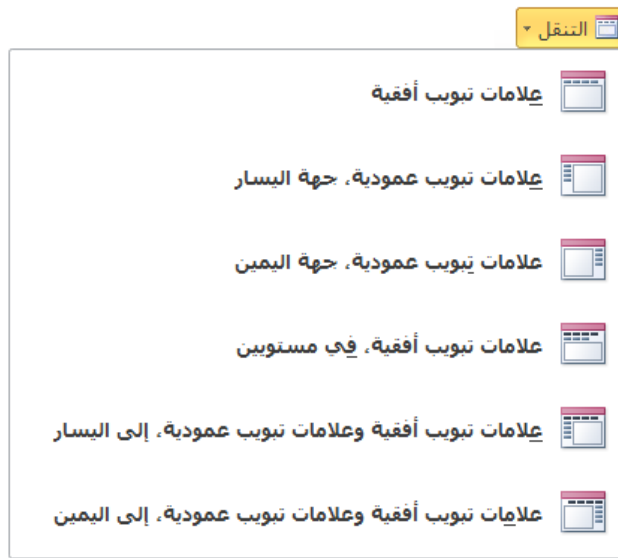 التنقل
علامات تبويب أفقية
علامات تبويب عمودية، جهة اليسار
علامات تبويب عمودية، جهة اليمين
علامات تبويب أفقية، في مستويين
علامات تبويب أفقية وعلامات تبويب عمودية، إلى اليسار
علامات تبويب أفقية وعلامات تبويب عمودية، إلى اليمين